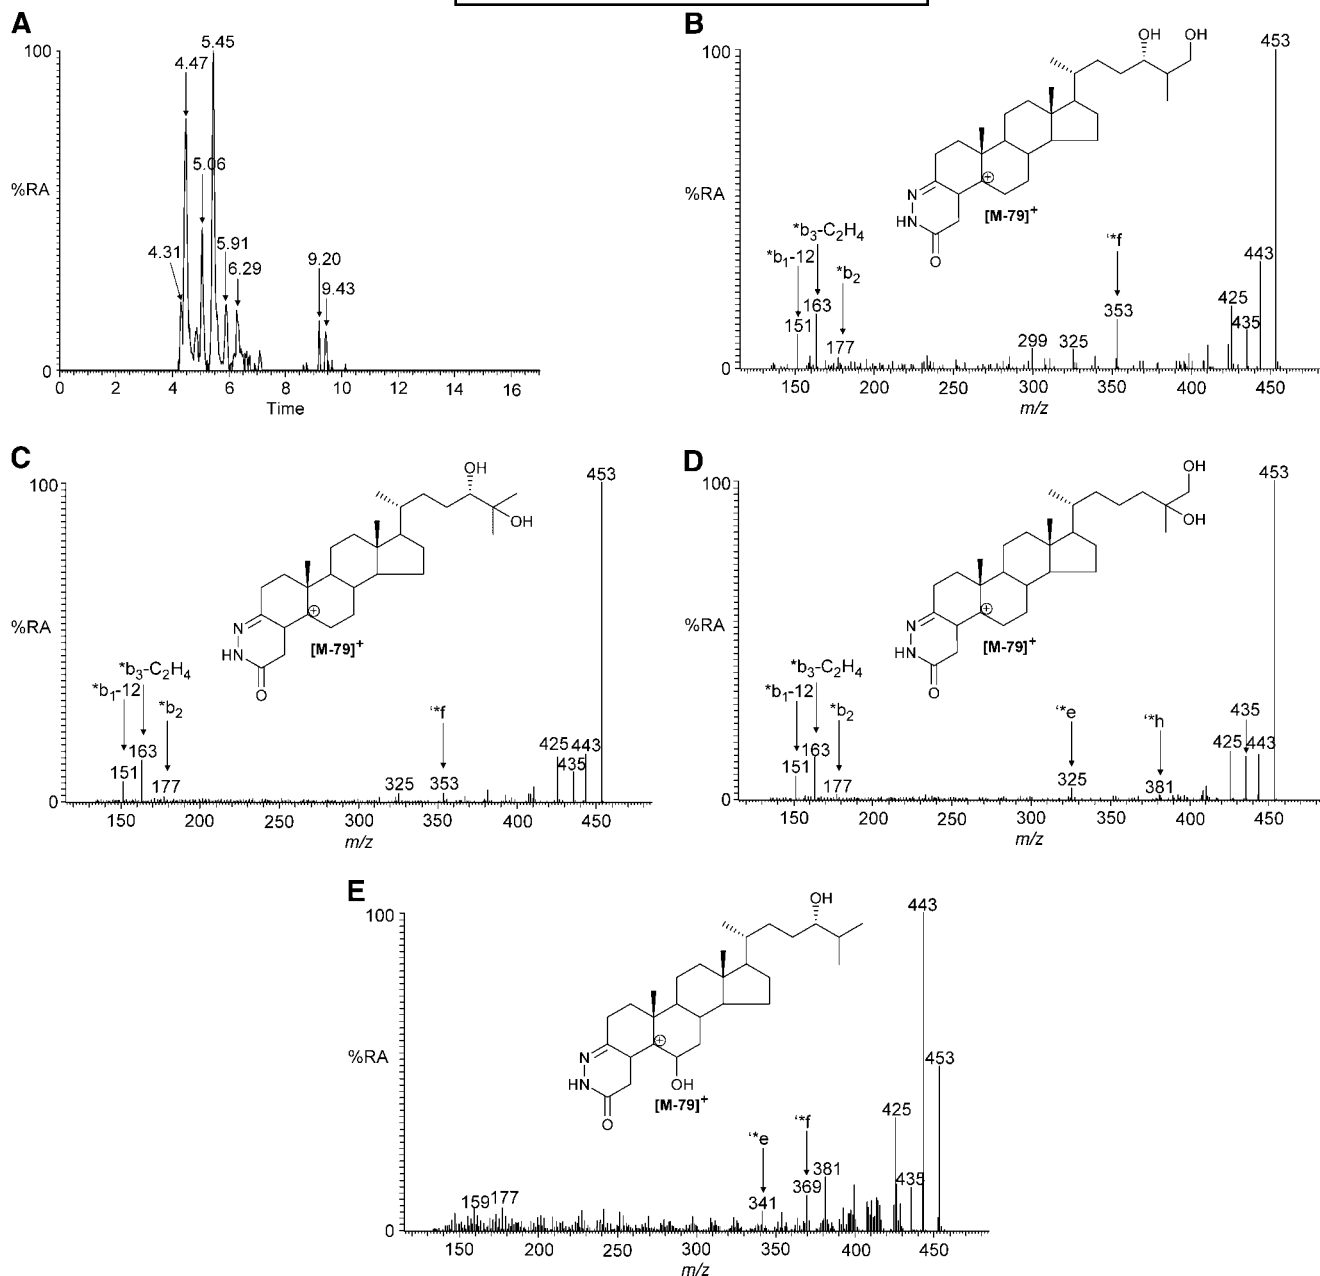 A
100
%RA
0
4.31
4.47
5.06
5.45
5.91
6.29
9.20
9.43
0 2 4 6 8 10 12 14 16
Time
B
100
%RA
0
OH OH
N
HN
O
[M-79]+
*b1-12
*b3-C2H4
*b2
‘*f
151
163
177
299
325
353
425
435
443
453
150 200 250 300 350 400 450
m/z
C
100
%RA
0
OH
OH
N
HN
O
[M-79]+
*b1-12
*b3-C2H4
*b2
‘*f
151
163
177
325
353
425
435
443
453
150 200 250 300 350 400 450
m/z
D
100
%RA
0
OH
OH
N
HN
O
[M-79]+
*b1-12
*b3-C2H4
*b2
‘*e
‘*h
151
163
177
325
381
425
435
443
453
150 200 250 300 350 400 450
m/z
E
100
%RA
0
OH
N
HN
OH
O
[M-79]+
‘*e
‘*f
159
177
341
369
381
425
435
443
453
150 200 250 300 350 400 450
m/z